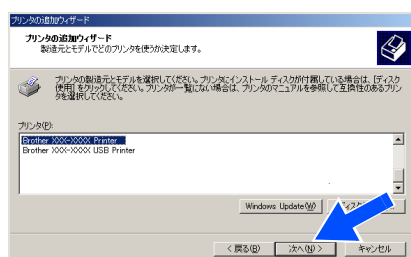 プリンタの追加ウィザード
プリンタの追加ウィザード
製造元とモデルでどのプリンタを使うか決定します。
プリンタの製造元とモデルを選択してください。プリンタにインストール ディスクが付属している場合は、[ディスク
使用] をクリックしてください。プリンタが一覧にない場合は、プリンタのマニュアルを参照して互換性のあるプリン
タを選択してください。
プリンタ(P):
Brother XXX-XXXX Printer
Brother XXX-XXXX USB Printer
Windows Update(W)
< 戻る(B) 次へ(N) > キャンセル